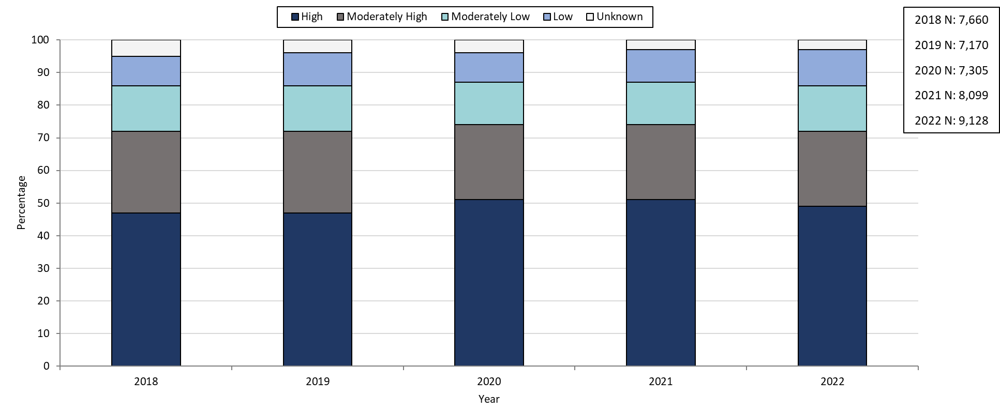 High Moderately High Moderately Low Low Unknown
2018 N: 7,660
2019 N: 7,170
2020 N: 7,305
2021 N: 8,099
2022 N: 9,128
Percentage
100
90
80
70
60
50
40
30
20
10
0
2018 2019 2020 2021 2022
Year